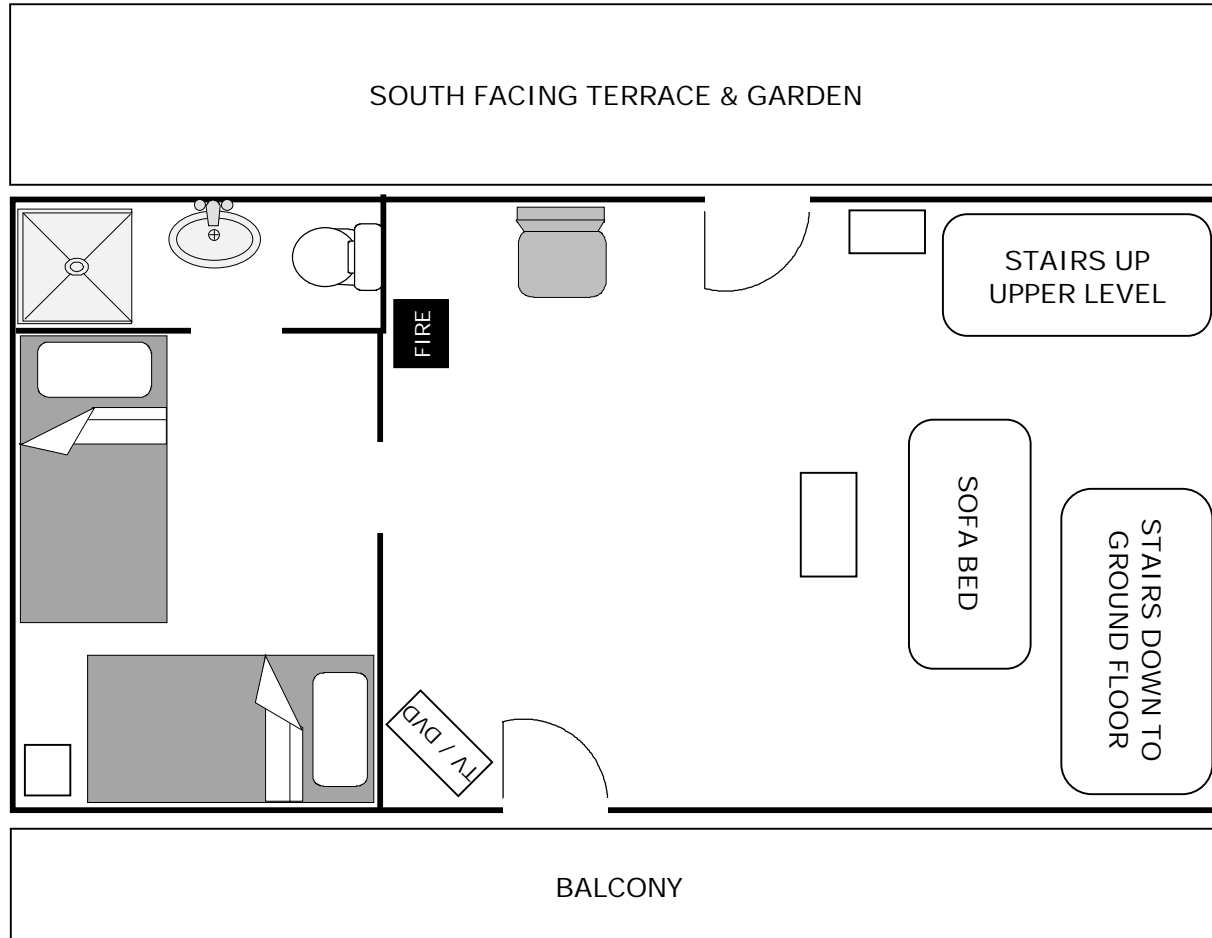 SOUTH FACING TERRACE & GARDEN
STAIRS UP
UPPER LEVEL
FIRE
SOFA BED
STAIRS DOWN TO
GROUND FLOOR
TV / DVD
BALCONY